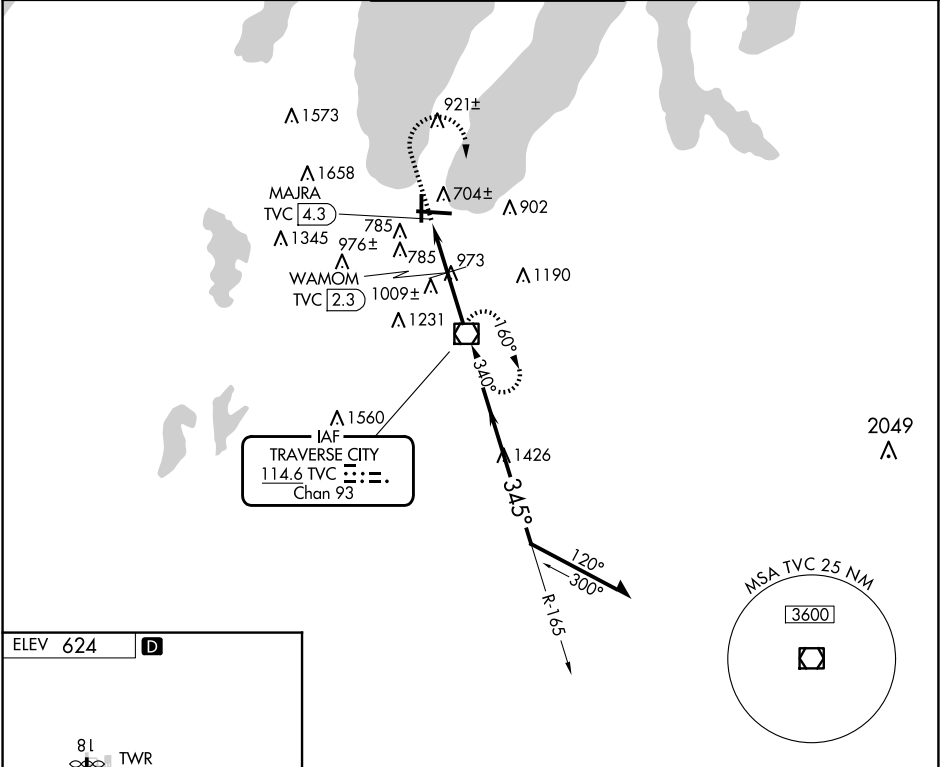 921±
1573
1658
MAJRA
TVC 4.3
704±
902
785
1345
976±
785
973
WAMOM
TVC 2.3
1009±
1190
1231
160°
340°
1560
IAF
TRAVERSE CITY
114.6 TVC
Chan 93
1426
2049
345°
120°
300°
R-165
MSA TVC 25 NM
3600
ELEV 624
D
18
TWR